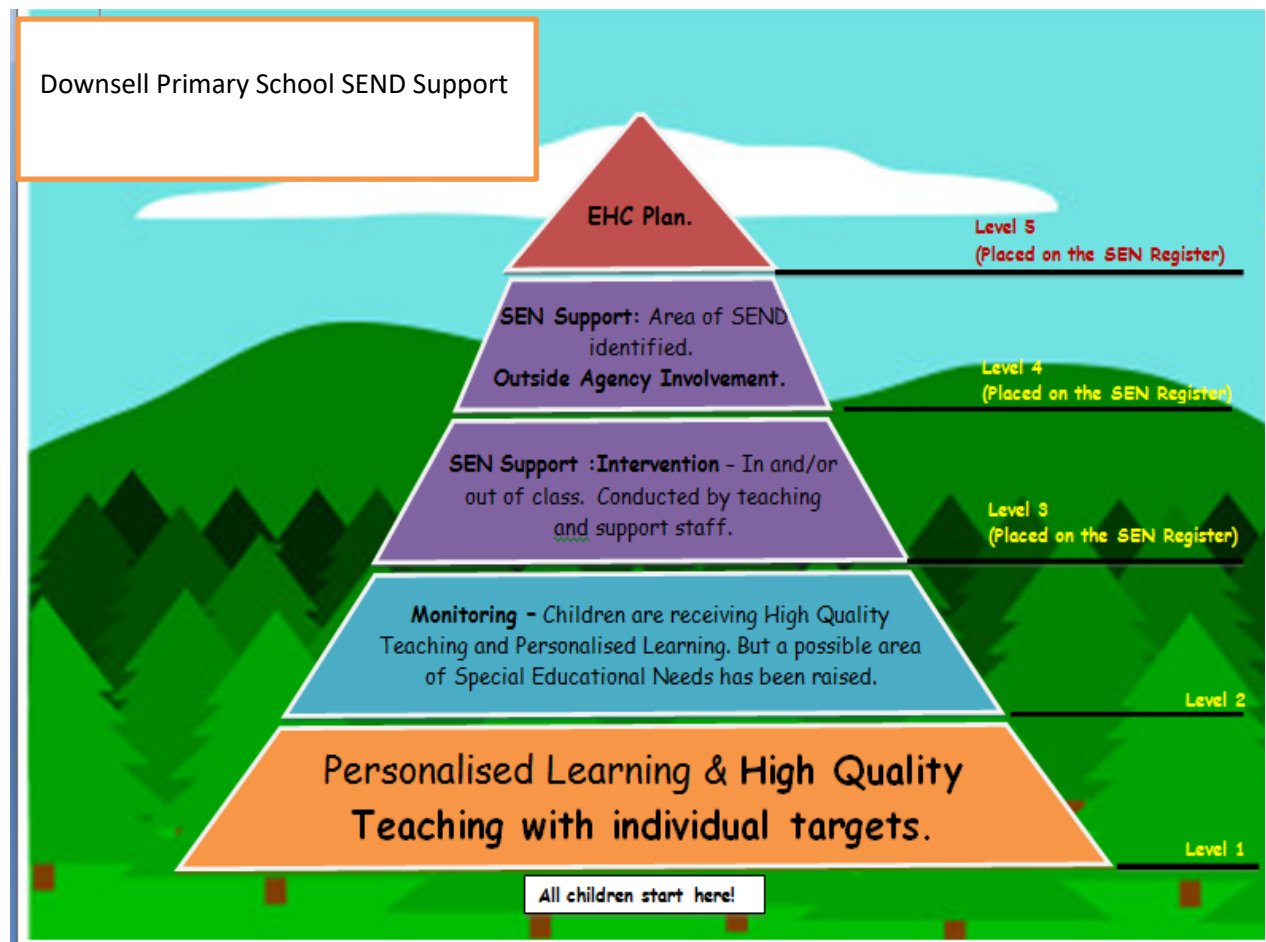 Downsell Primary School SEND Support
EHC Plan.
Level 5
(Placed on the SEN Register)
SEN Support: Area of SEND
identified.
Outside Agency Involvement.
Level 4
(Placed on the SEN Register)
SEN Support :Intervention – In and/or
out of class. Conducted by teaching
and support staff.
Level 3
(Placed on the SEN Register)
Monitoring – Children are receiving High Quality
Teaching and Personalised Learning. But a possible area
of Special Educational Needs has been raised.
Level 2
Personalised Learning & High Quality
Teaching with individual targets.
Level 1
All children start here!